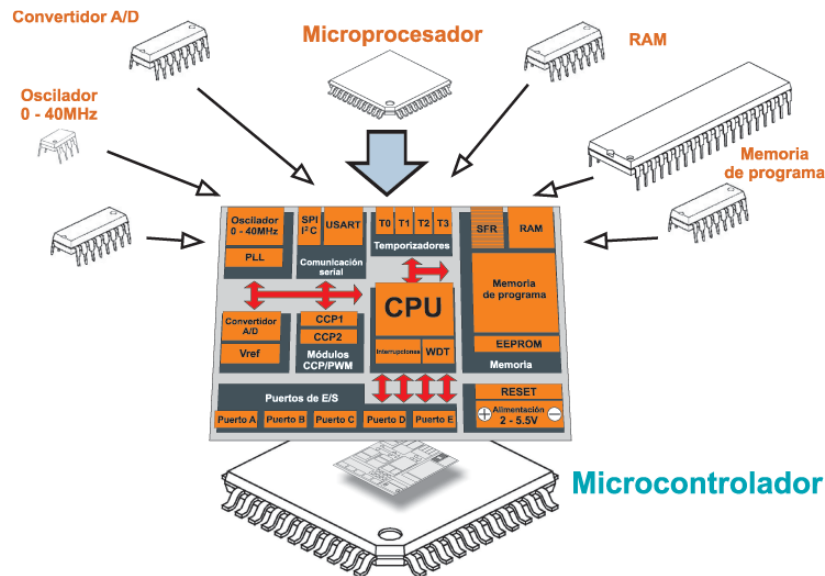 Convertidor A/D
Microprocesador
RAM
Oscilador
0 - 40MHz
Memoria
de programa
Oscilador
0 - 40MHz
PLL
SPI
I²C
USART
Comunicación
serial
T0 T1 T2 T3
Temporizadores
SFR
RAM
Memoria
de programa
EEPROM
Memoria
Convertidor
A/D
Vref
CCP1
CCP2
Módulos
CCP/PWM
CPU
Interrupciones
WDT
Puertos de E/S
Puerto A Puerto B Puerto C Puerto D Puerto E
RESET
+ Alimentación −
2 - 5.5V
Microcontrolador